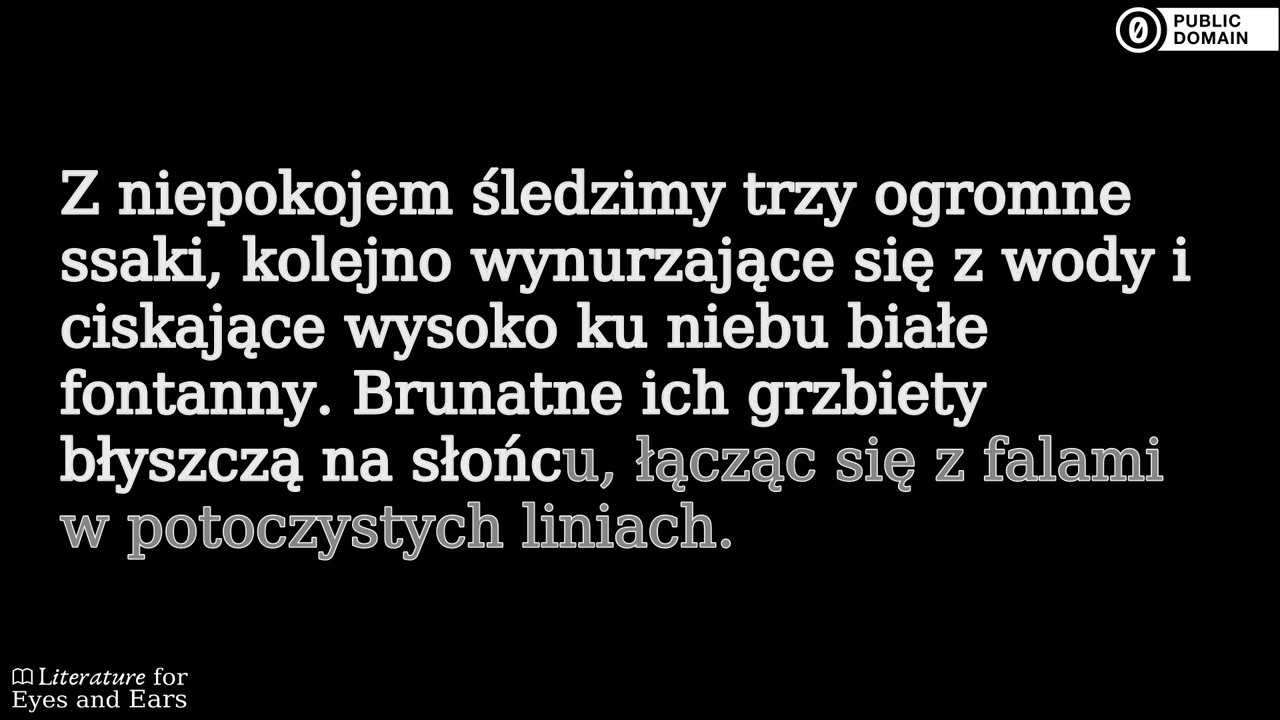 PUBLIC
DOMAIN
Z niepokojem śledzimy trzy ogromne
ssaki, kolejno wynurzające się z wody i
ciskające wysoko ku niebu białe
fontanny. Brunatne ich grzbiety
błyszczą na słońcu, łącząc się z falami
w potoczystych liniach.
Literature for
Eyes and Ears